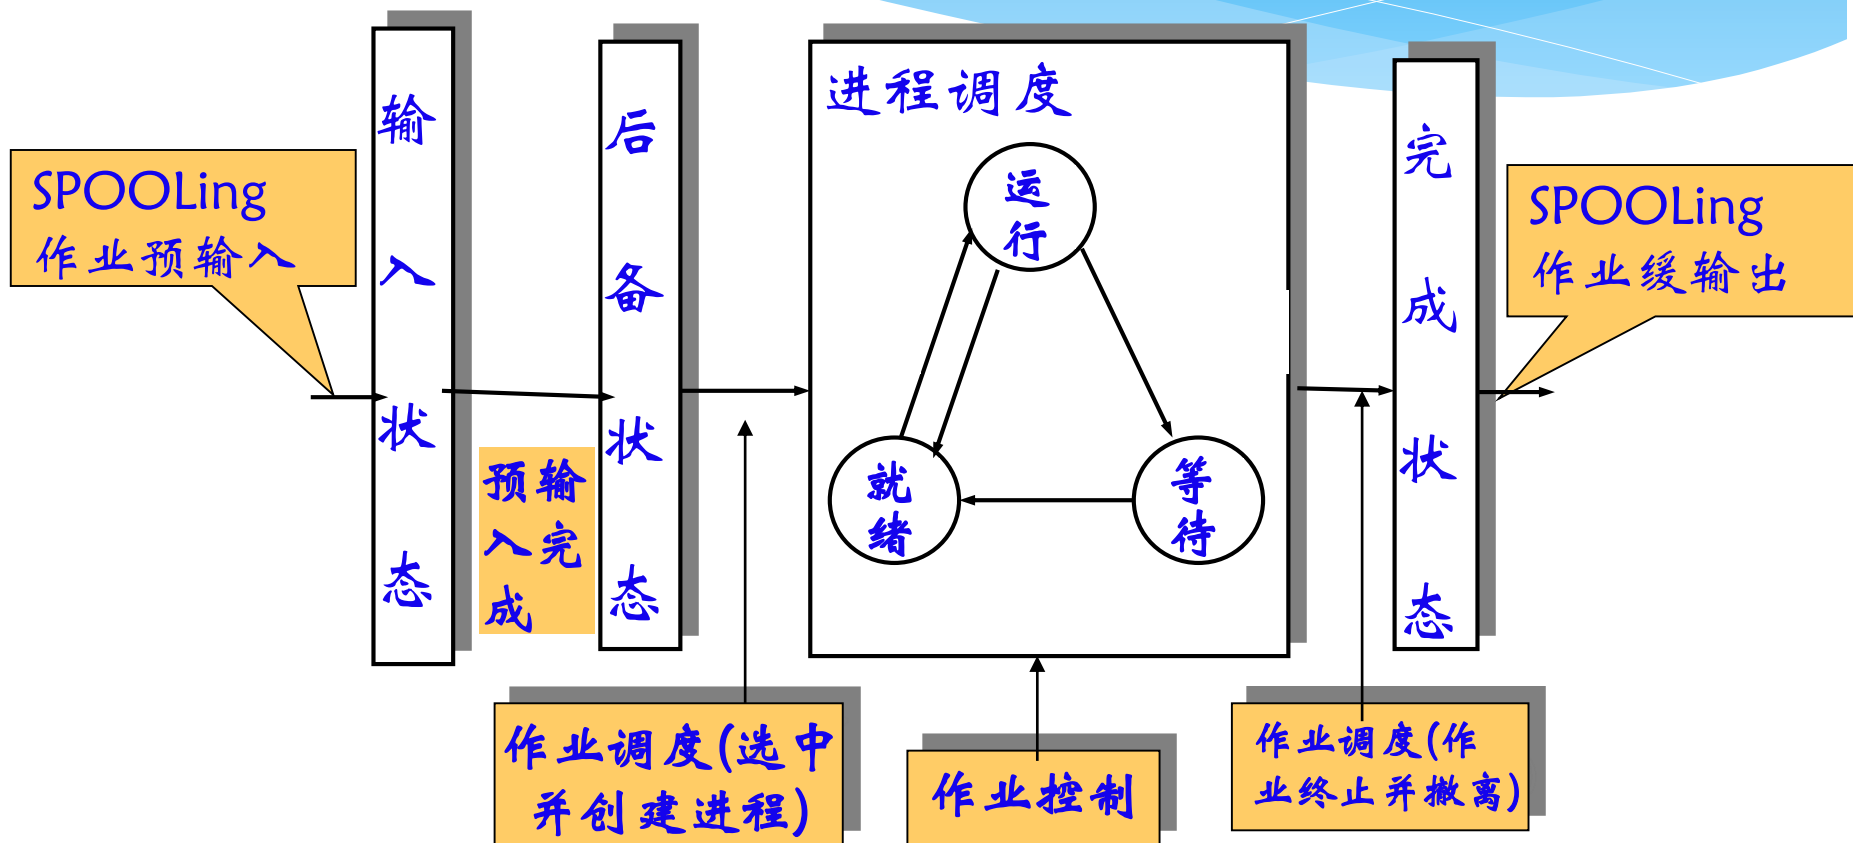 SPOOLing
作业预输入
输
入
状
态
预输
入完
成
后
备
状
态
进程调度
运
行
就
绪
等
待
完
成
状
态
SPOOLing
作业缓输出
作业调度(选中
并创建进程)
作业控制
作业调度(作
业终止并撤离)